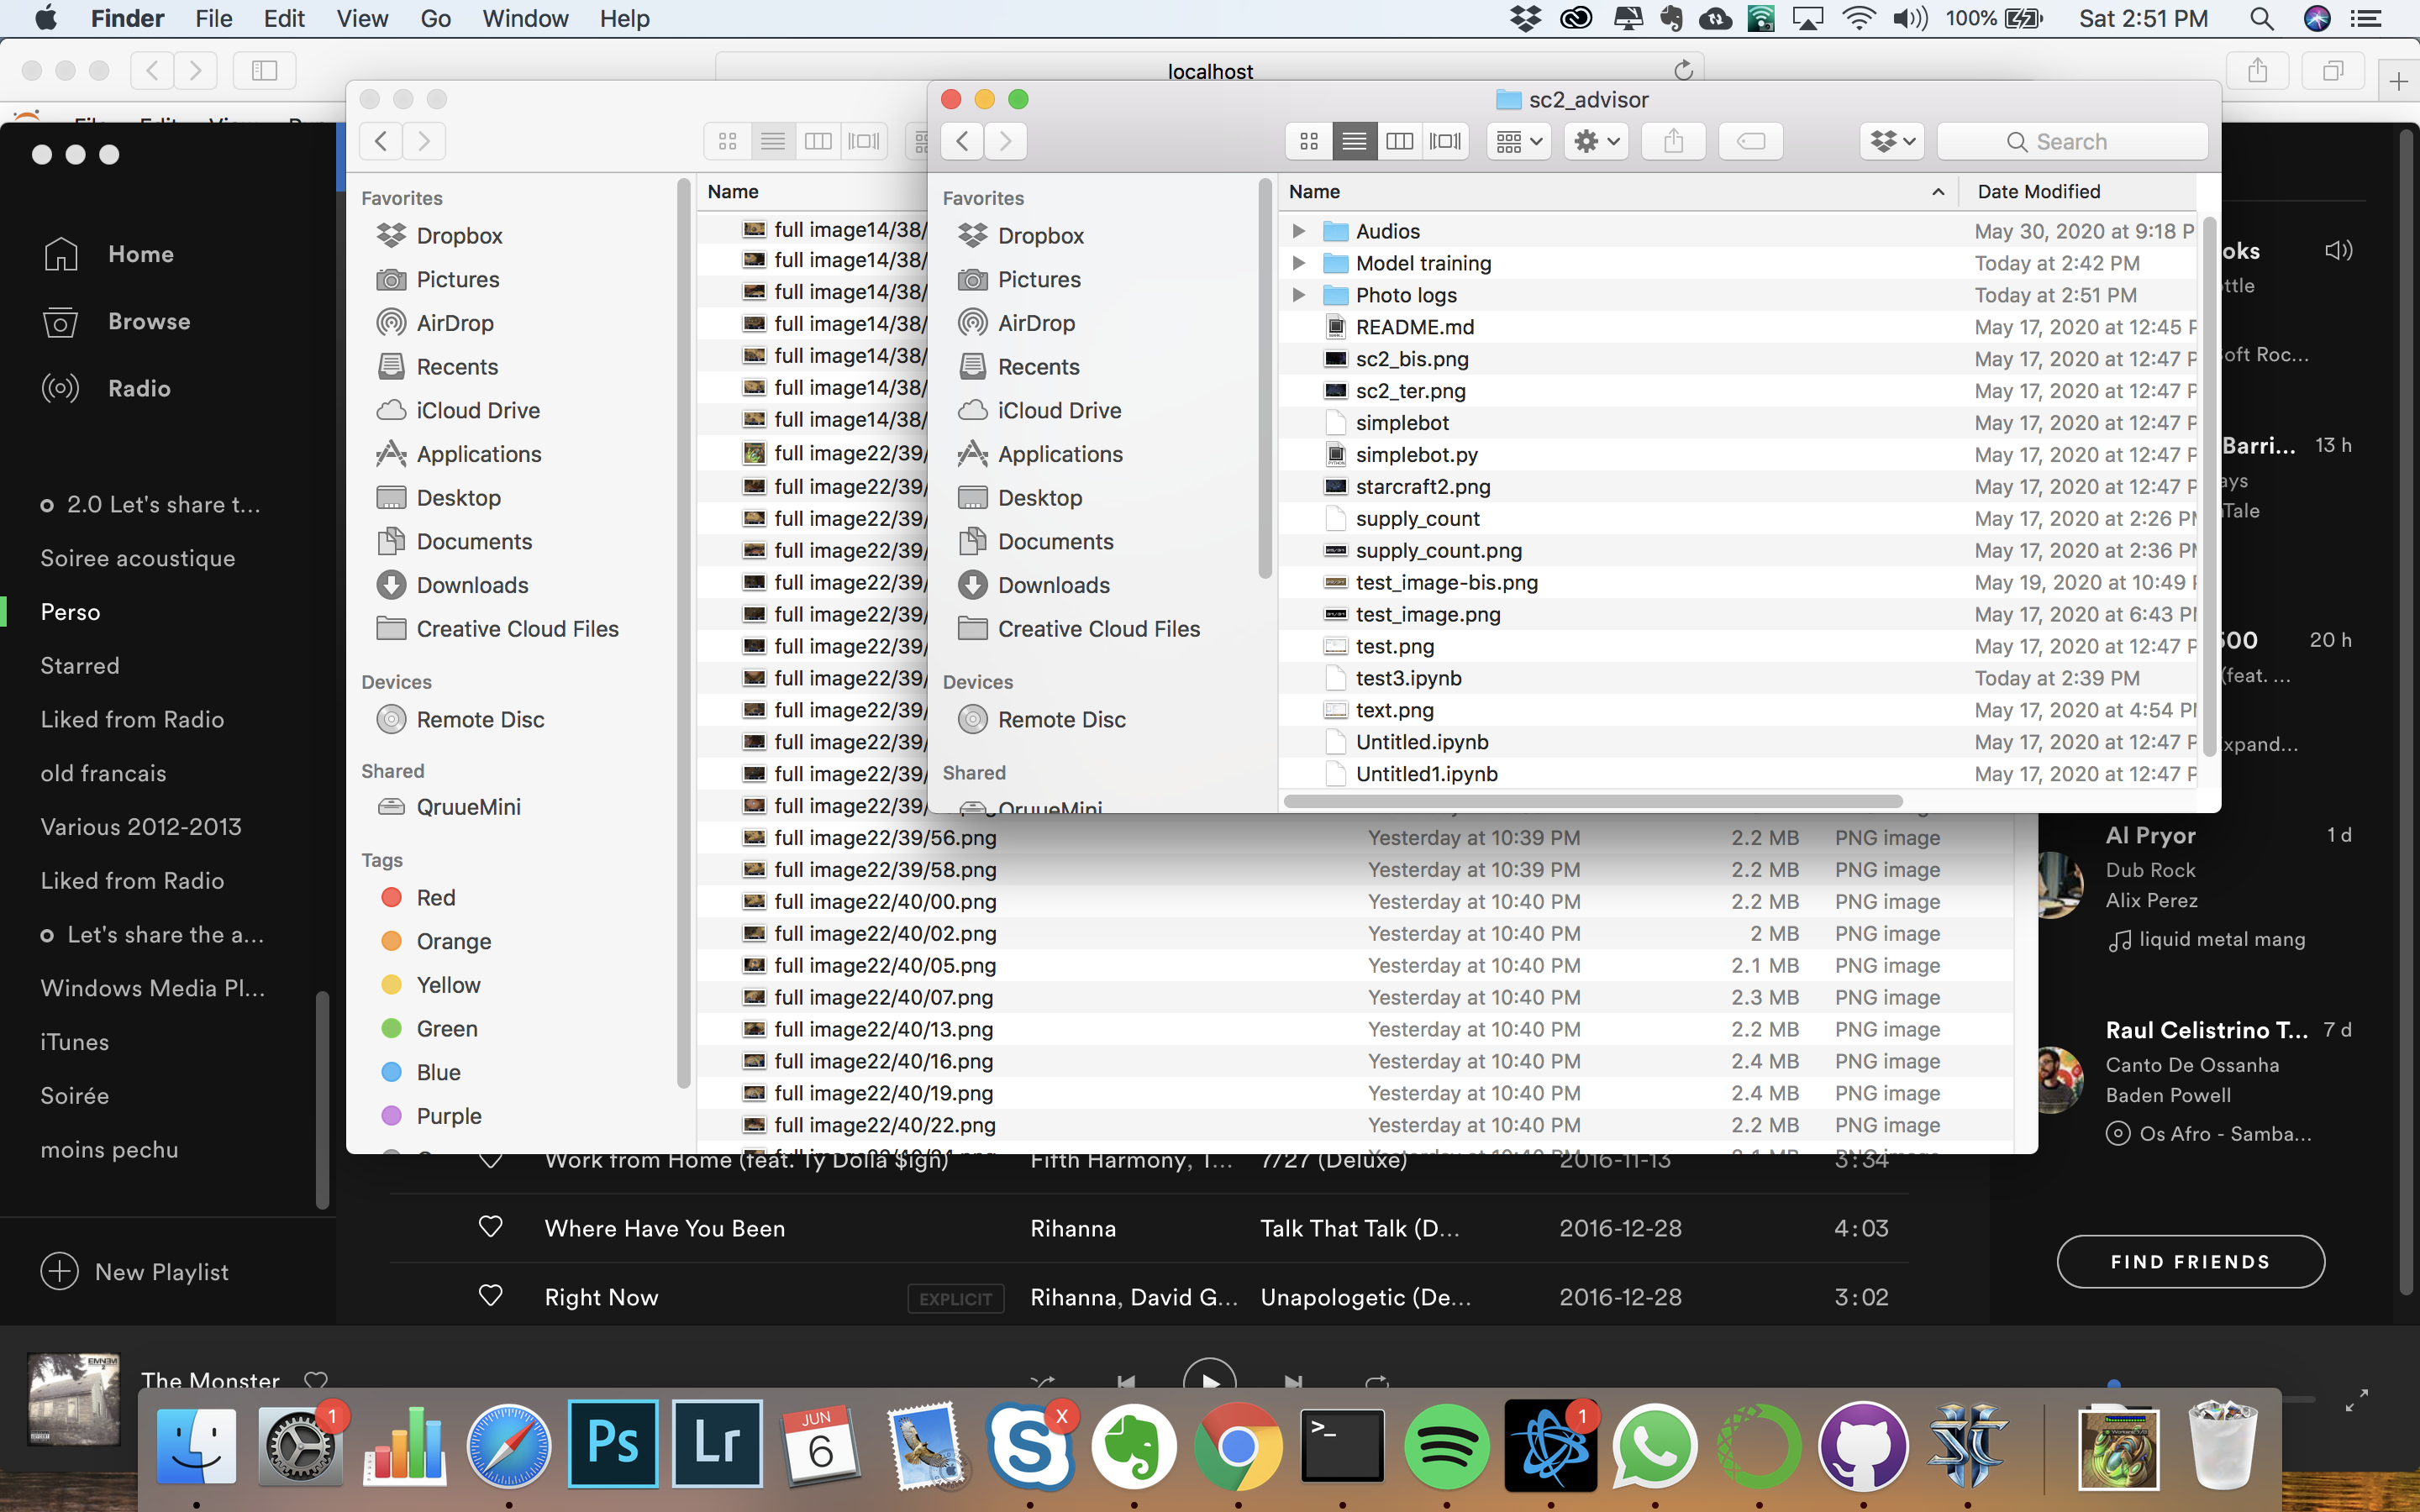 Finder File Edit View Go Window Help 100% Sat 2:51 PM
localhost
sc2_advisor
Search
Home
Browse
Radio
2.0 Let's share t...
Soiree acoustique
Perso
Starred
Liked from Radio
old francais
Various 2012-2013
Liked from Radio
Let's share the a...
Windows Media Pl...
iTunes
Soirée
moins pechu
New Playlist
Favorites
Dropbox
Pictures
AirDrop
Recents
iCloud Drive
Applications
Desktop
Documents
Downloads
Creative Cloud Files
Devices
Remote Disc
Shared
QruueMini
Tags
Red
Orange
Yellow
Green
Blue
Purple
Name
full image14/38/
full image14/38/
full image14/38/
full image14/38/
full image14/38/
full image14/38/
full image14/38/
full image22/39/
full image22/39/
full image22/39/
full image22/39/
full image22/39/
full image22/39/
full image22/39/
full image22/39/
full image22/39/
full image22/39/
full image22/39/
full image22/39/
full image22/39/56.png Yesterday at 10:39 PM 2.2 MB PNG image
full image22/39/58.png Yesterday at 10:39 PM 2.2 MB PNG image
full image22/40/00.png Yesterday at 10:40 PM 2.2 MB PNG image
full image22/40/02.png Yesterday at 10:40 PM 2 MB PNG image
full image22/40/05.png Yesterday at 10:40 PM 2.1 MB PNG image
full image22/40/07.png Yesterday at 10:40 PM 2.3 MB PNG image
full image22/40/13.png Yesterday at 10:40 PM 2.2 MB PNG image
full image22/40/16.png Yesterday at 10:40 PM 2.4 MB PNG image
full image22/40/19.png Yesterday at 10:40 PM 2.4 MB PNG image
full image22/40/22.png Yesterday at 10:40 PM 2.2 MB PNG image
Favorites
Dropbox
Pictures
AirDrop
Recents
iCloud Drive
Applications
Desktop
Documents
Downloads
Creative Cloud Files
Devices
Remote Disc
Shared
QruueMini
Name Date Modified
Audios May 30, 2020 at 9:18 P
Model training Today at 2:42 PM
Photo logs Today at 2:51 PM
README.md May 17, 2020 at 12:45 P
sc2_bis.png May 17, 2020 at 12:47 P
sc2_ter.png May 17, 2020 at 12:47 P
simplebot May 17, 2020 at 12:47 P
simplebot.py May 17, 2020 at 12:47 P
starcraft2.png May 17, 2020 at 12:47 P
supply_count May 17, 2020 at 2:26 PM
supply_count.png May 17, 2020 at 2:36 PM
test_image-bis.png May 19, 2020 at 10:49 P
test_image.png May 17, 2020 at 6:43 PM
test.png May 17, 2020 at 12:47 P
test3.ipynb Today at 2:39 PM
text.png May 17, 2020 at 4:54 PM
Untitled.ipynb May 17, 2020 at 12:47 P
Untitled1.ipynb May 17, 2020 at 12:47 P
oks
ttle
oft Roc...
Barri... 13 h
ays
Tale
500 20 h
(feat. ...
xpand...
Al Pryor 1 d
Dub Rock
Alix Perez
liquid metal mang
Raul Celistrino T... 7 d
Canto De Ossanha
Baden Powell
Os Afro - Samba...
FIND FRIENDS
Work from Home (feat. Ty Dolla $ign) Fifth Harmony, T... 7/27 (Deluxe) 2016-11-13 3:34
Where Have You Been Rihanna Talk That Talk (D... 2016-12-28 4:03
Right Now EXPLICIT Rihanna, David G... Unapologetic (De... 2016-12-28 3:02
EMINEM
The Monster
1
Ps
Lr
JUN
6
S
X
>_
1